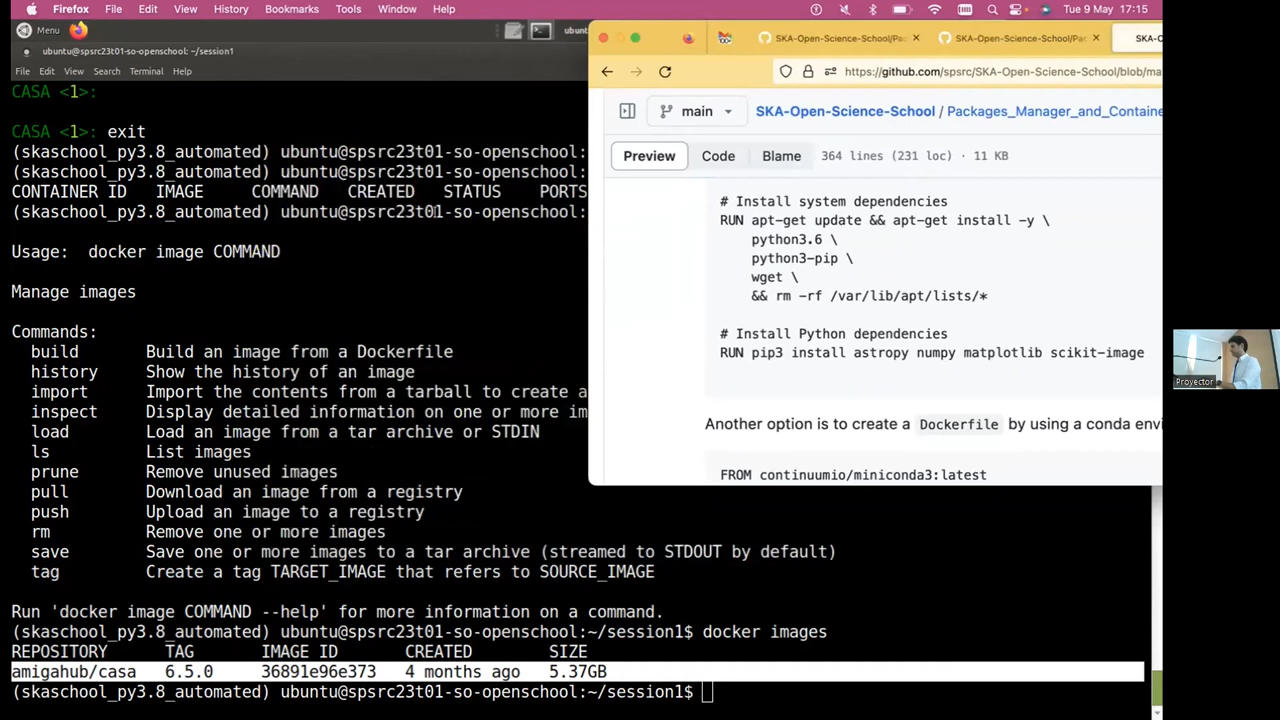 Firefox File Edit View History Bookmarks Tools Window Help Tue 9 May 17:15
Menu ubun
ubuntu@spsrc23t01-so-openschool: ~/session1
File Edit View Search Terminal Help
CASA <1>:
CASA <1>: exit
(skaschool_py3.8_automated) ubuntu@spsrc23t01-so-openschool:
(skaschool_py3.8_automated) ubuntu@spsrc23t01-so-openschool:
CONTAINER ID IMAGE COMMAND CREATED STATUS PORTS
(skaschool_py3.8_automated) ubuntu@spsrc23t01-so-openschool:
Usage: docker image COMMAND
Manage images
Commands:
build Build an image from a Dockerfile
history Show the history of an image
import Import the contents from a tarball to create a
inspect Display detailed information on one or more im
load Load an image from a tar archive or STDIN
ls List images
prune Remove unused images
pull Download an image from a registry
push Upload an image to a registry
rm Remove one or more images
save Save one or more images to a tar archive (streamed to STDOUT by default)
tag Create a tag TARGET_IMAGE that refers to SOURCE_IMAGE
Run 'docker image COMMAND --help' for more information on a command.
(skaschool_py3.8_automated) ubuntu@spsrc23t01-so-openschool:~/session1$ docker images
REPOSITORY TAG IMAGE ID CREATED SIZE
amigahub/casa 6.5.0 36891e96e373 4 months ago 5.37GB
(skaschool_py3.8_automated) ubuntu@spsrc23t01-so-openschool:~/session1$
SKA-Open-Science-School/Pac SKA-Open-Science-School/Pac SKA-O
https://github.com/spsrc/SKA-Open-Science-School/blob/ma
main SKA-Open-Science-School / Packages_Manager_and_Containe
Preview Code Blame 364 lines (231 loc) · 11 KB
# Install system dependencies
RUN apt-get update && apt-get install -y \
python3.6 \
python3-pip \
wget \
&& rm -rf /var/lib/apt/lists/*
# Install Python dependencies
RUN pip3 install astropy numpy matplotlib scikit-image
Another option is to create a Dockerfile by using a conda envi
FROM continuumio/miniconda3:latest
Proyector